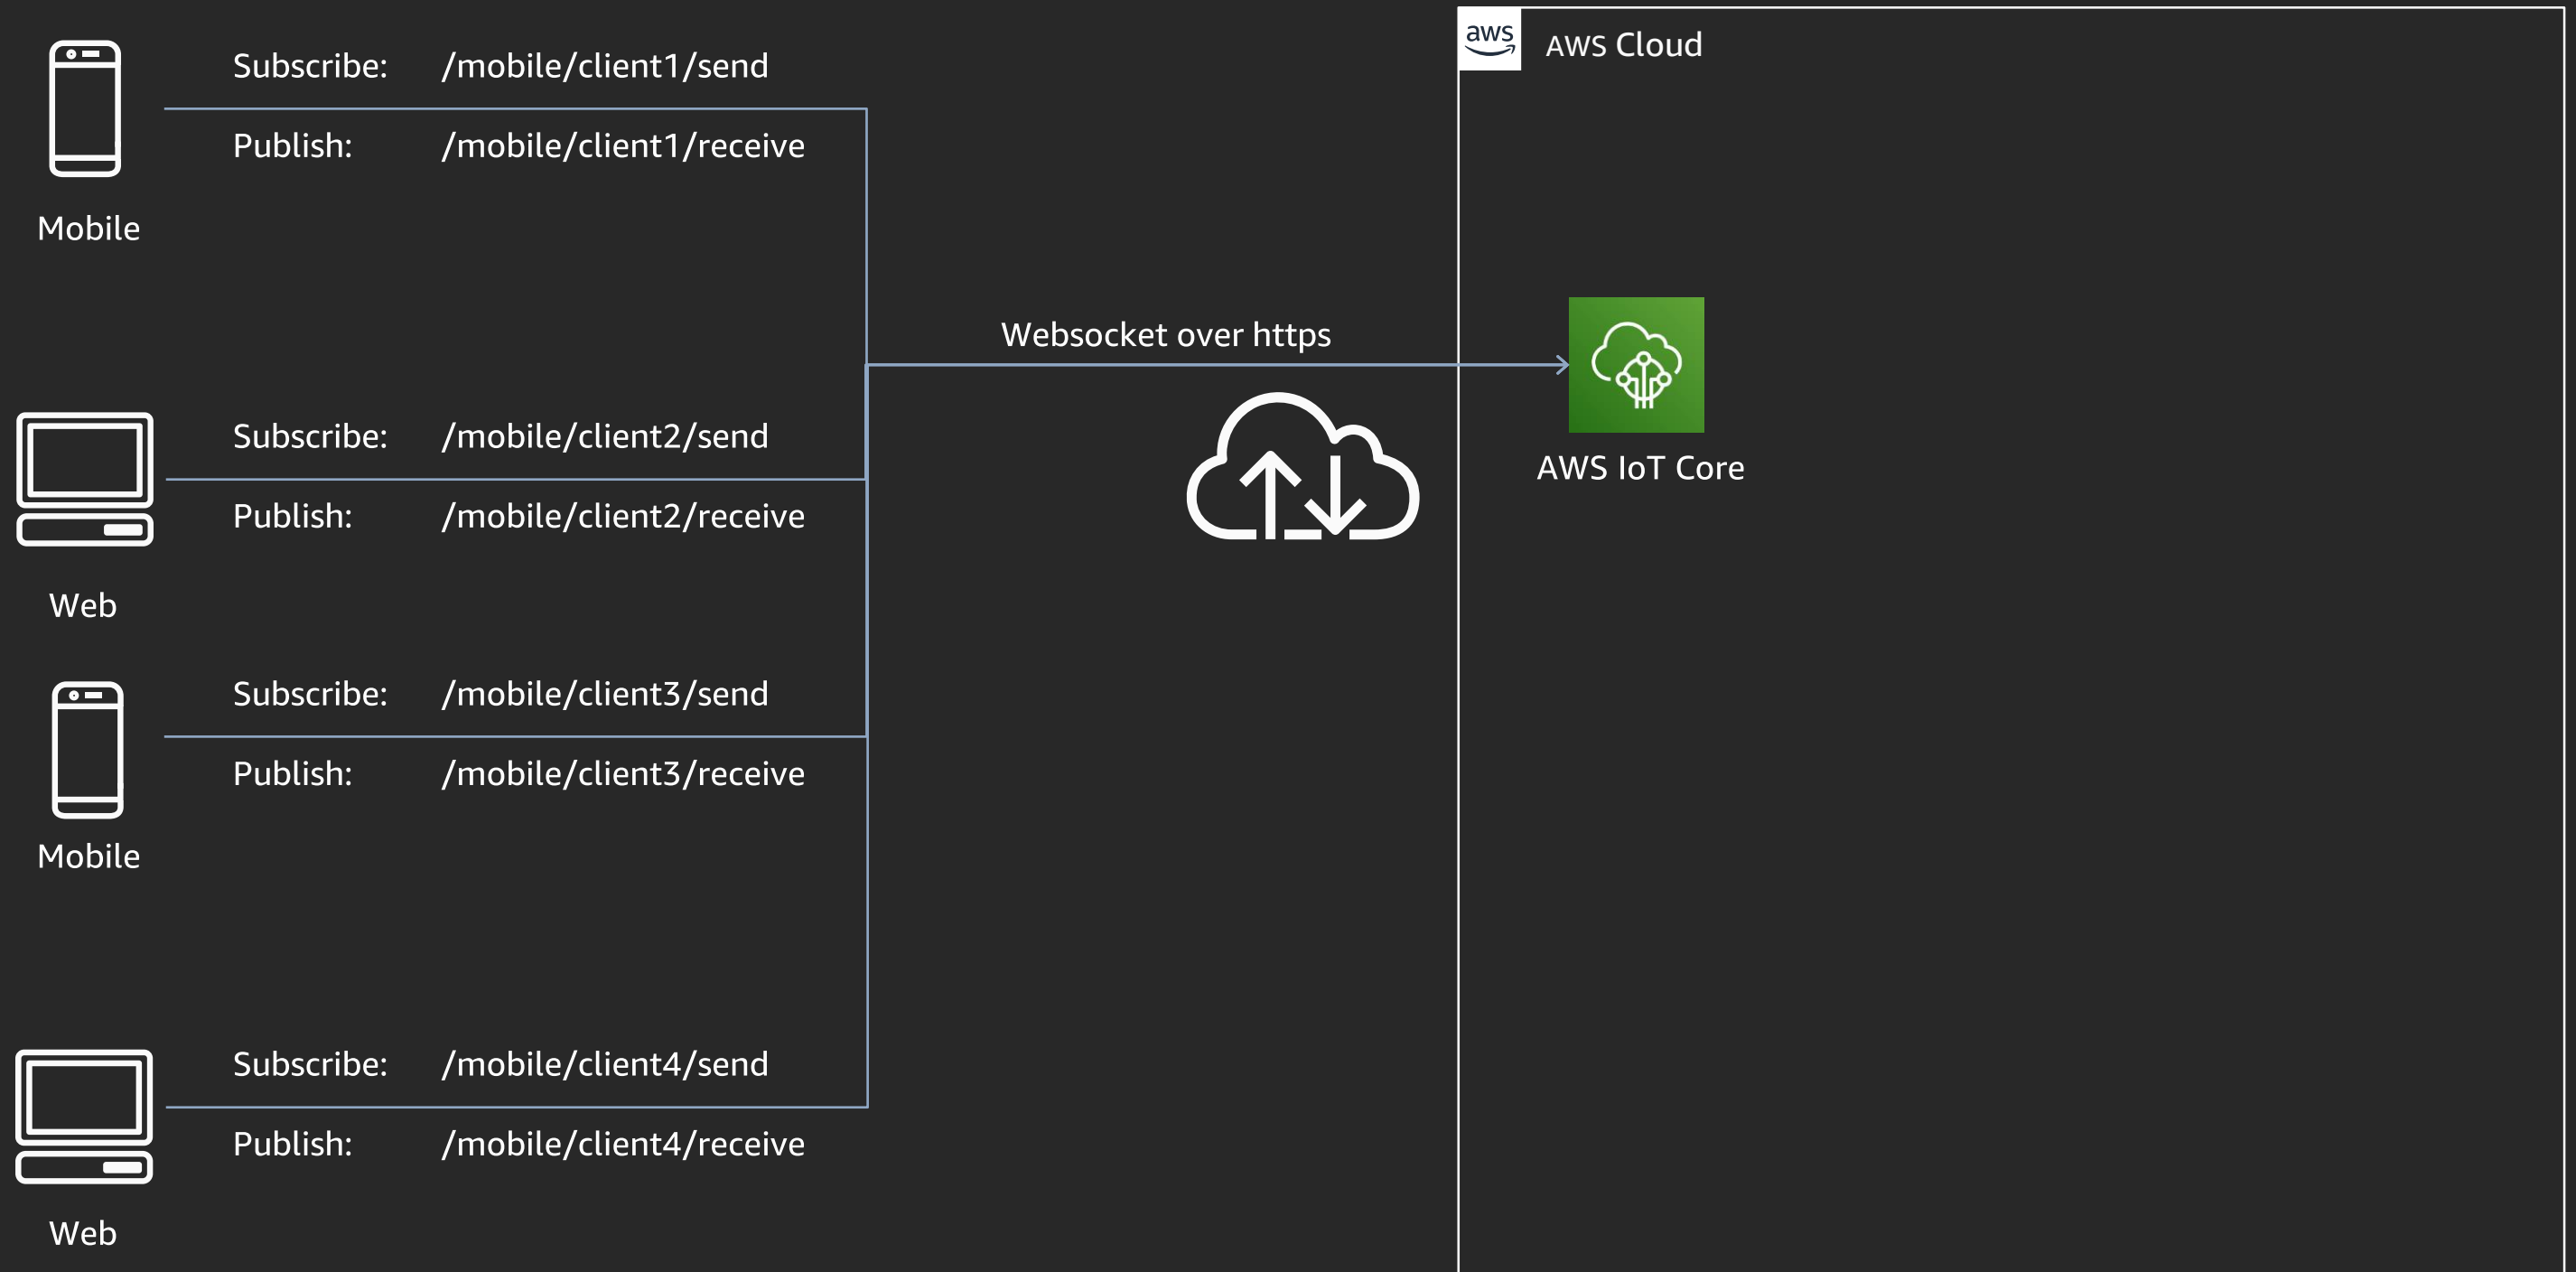 aws
AWS Cloud
Subscribe: /mobile/client1/send
Publish: /mobile/client1/receive
Mobile
Websocket over https
AWS IoT Core
Subscribe: /mobile/client2/send
Publish: /mobile/client2/receive
Web
Subscribe: /mobile/client3/send
Publish: /mobile/client3/receive
Mobile
Subscribe: /mobile/client4/send
Publish: /mobile/client4/receive
Web